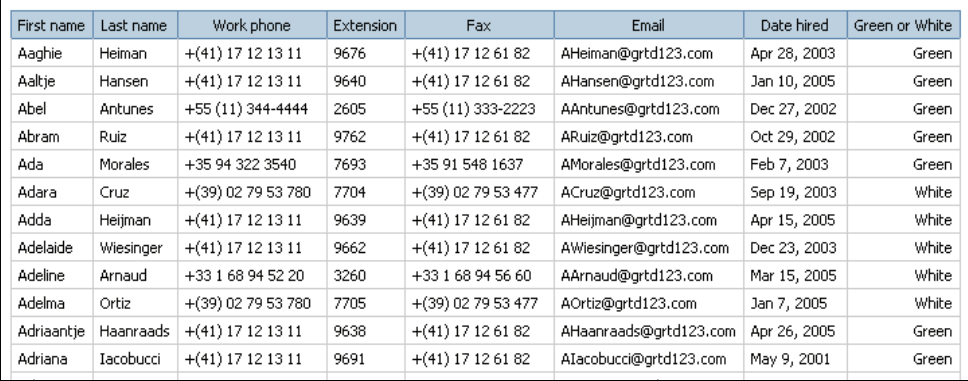 First name Last name Work phone Extension Fax Email Date hired Green or White
Aaghie Heiman +(41) 17 12 13 11 9676 +(41) 17 12 61 82 AHeiman@grtd123.com Apr 28, 2003 Green
Aaltje Hansen +(41) 17 12 13 11 9640 +(41) 17 12 61 82 AHansen@grtd123.com Jan 10, 2005 Green
Abel Antunes +55 (11) 344-4444 2605 +55 (11) 333-2223 AAntunes@grtd123.com Dec 27, 2002 Green
Abram Ruiz +(41) 17 12 13 11 9762 +(41) 17 12 61 82 ARuiz@grtd123.com Oct 29, 2002 Green
Ada Morales +35 94 322 3540 7693 +35 91 548 1637 AMorales@grtd123.com Feb 7, 2003 Green
Adara Cruz +(39) 02 79 53 780 7704 +(39) 02 79 53 477 ACruz@grtd123.com Sep 19, 2003 White
Adda Heijman +(41) 17 12 13 11 9639 +(41) 17 12 61 82 AHeijman@grtd123.com Apr 15, 2005 White
Adelaide Wiesinger +(41) 17 12 13 11 9662 +(41) 17 12 61 82 AWiesinger@grtd123.com Dec 23, 2003 White
Adeline Arnaud +33 1 68 94 52 20 3260 +33 1 68 94 56 60 AArnaud@grtd123.com Mar 15, 2005 White
Adelma Ortiz +(39) 02 79 53 780 7705 +(39) 02 79 53 477 AOrtiz@grtd123.com Jan 7, 2005 White
Adriaantje Haanraads +(41) 17 12 13 11 9638 +(41) 17 12 61 82 AHaanraads@grtd123.com Apr 26, 2005 Green
Adriana Iacobucci +(41) 17 12 13 11 9691 +(41) 17 12 61 82 AIacobucci@grtd123.com May 9, 2001 Green